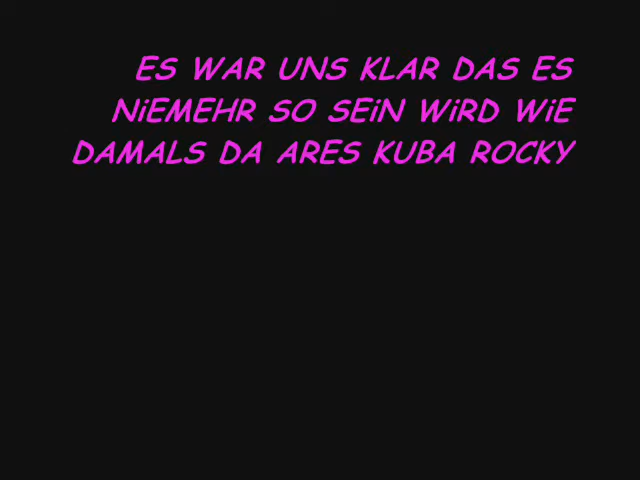 ES WAR UNS KLAR DAS ES
NiEMEHR SO SEiN WiRD WiE
DAMALS DA ARES KUBA ROCKY